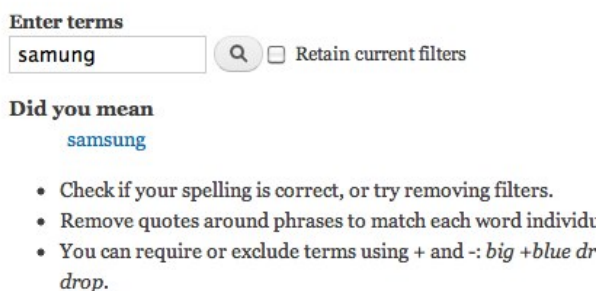 Enter terms
samung
Retain current filters
Did you mean
samsung
• Check if your spelling is correct, or try removing filters.
• Remove quotes around phrases to match each word
• You can require or exclude terms using + and -: big +blue
drop.